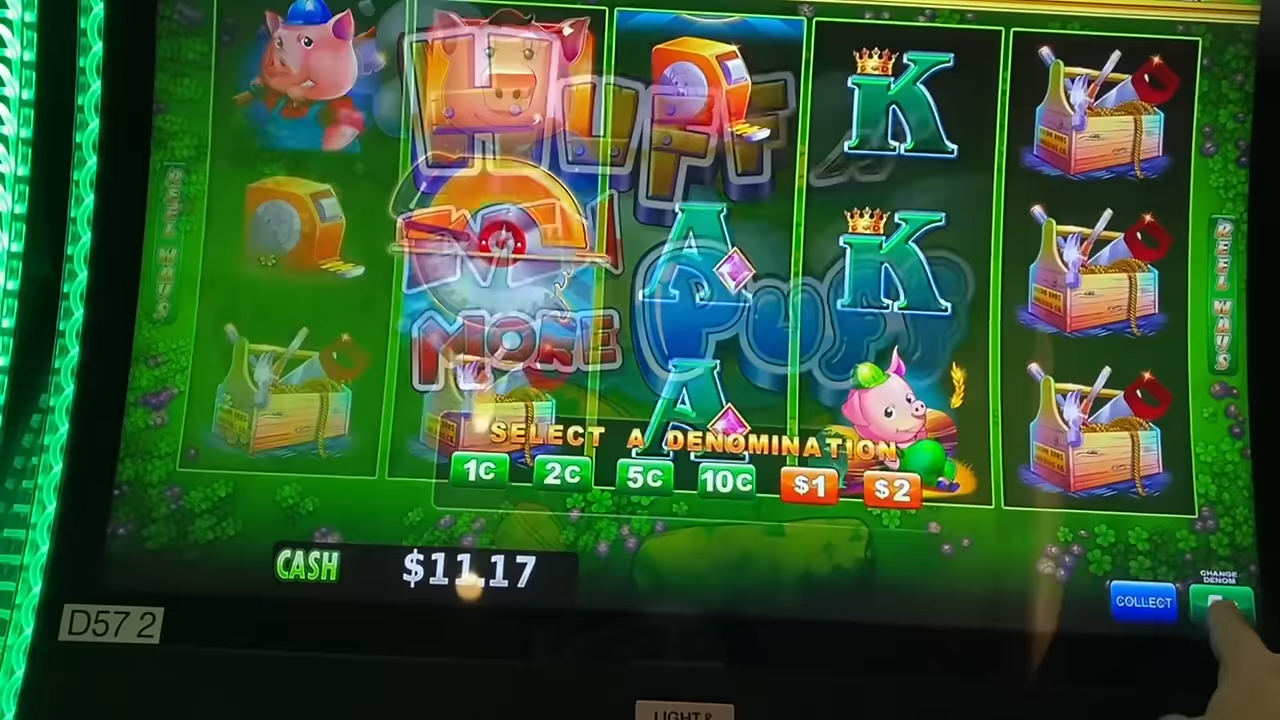 HUFF
N
MORE
PUFF
K
K
A
A
REEL WAYS
REEL WAYS
SELECT A DENOMINATION
1¢ 2¢ 5¢ 10¢ $1 $2
CASH $11.17
CHANGE
DENOM
COLLECT
D57 2
LIGHT &